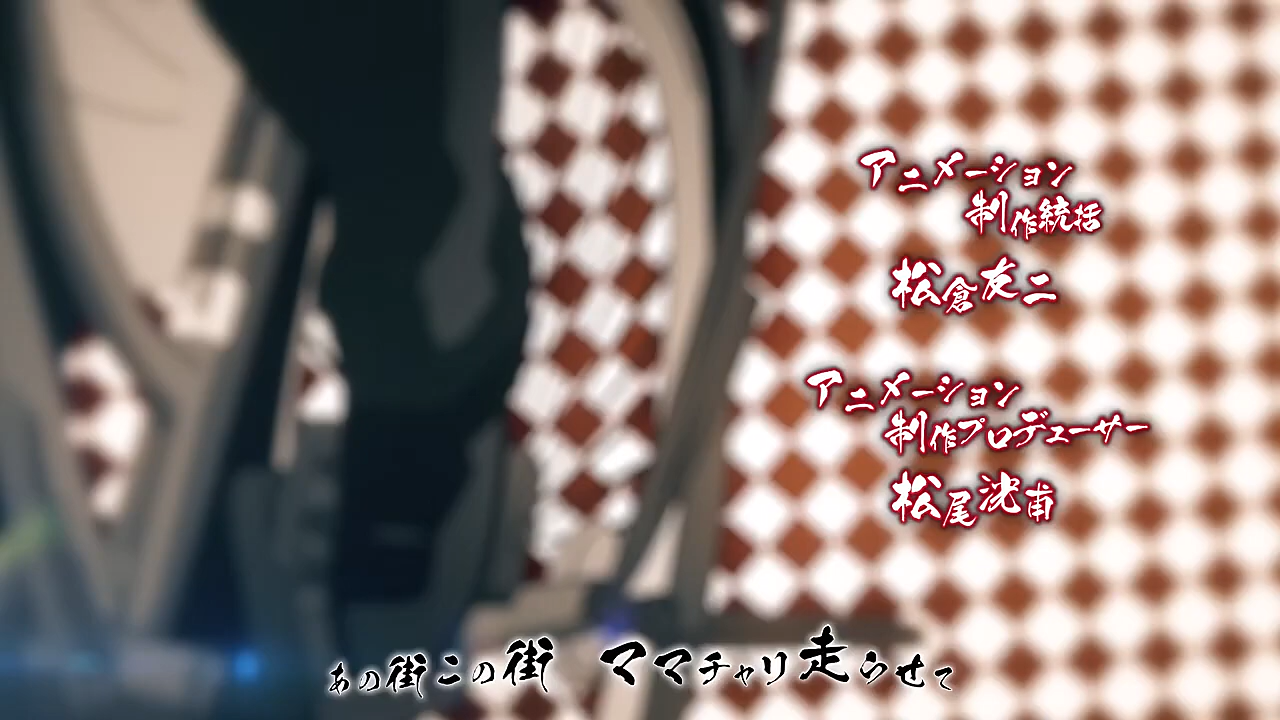 アニメーション
制作統括
松倉友二
アニメーション
制作プロデューサー
松尾洸甫
あの街この街　ママチャリ走らせて